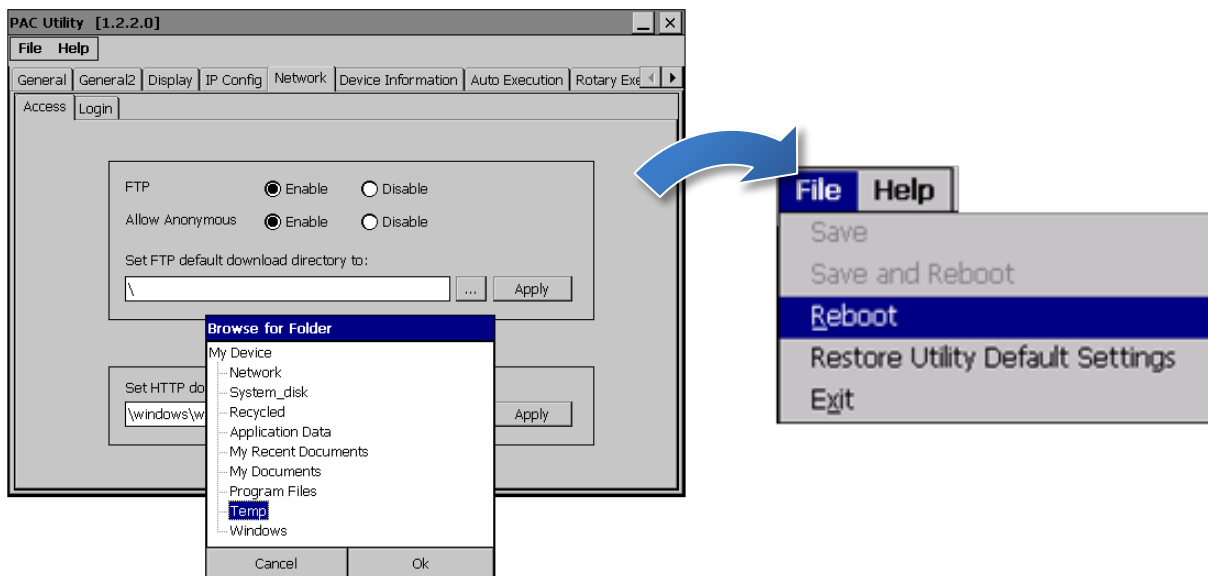 PAC Utility [1.2.2.0]
File Help
General General2 Display IP Config Network Device Information Auto Execution Rotary Exe
Access Login
FTP Enable Disable
Allow Anonymous Enable Disable
Set FTP default download directory to:
\ ... Apply
Browse for Folder
My Device
Network
System_disk
Recycled
Application Data
My Recent Documents
My Documents
Program Files
Temp
Windows
Cancel Ok
Set HTTP do
\windows\w Apply
File Help
Save
Save and Reboot
Reboot
Restore Utility Default Settings
Exit